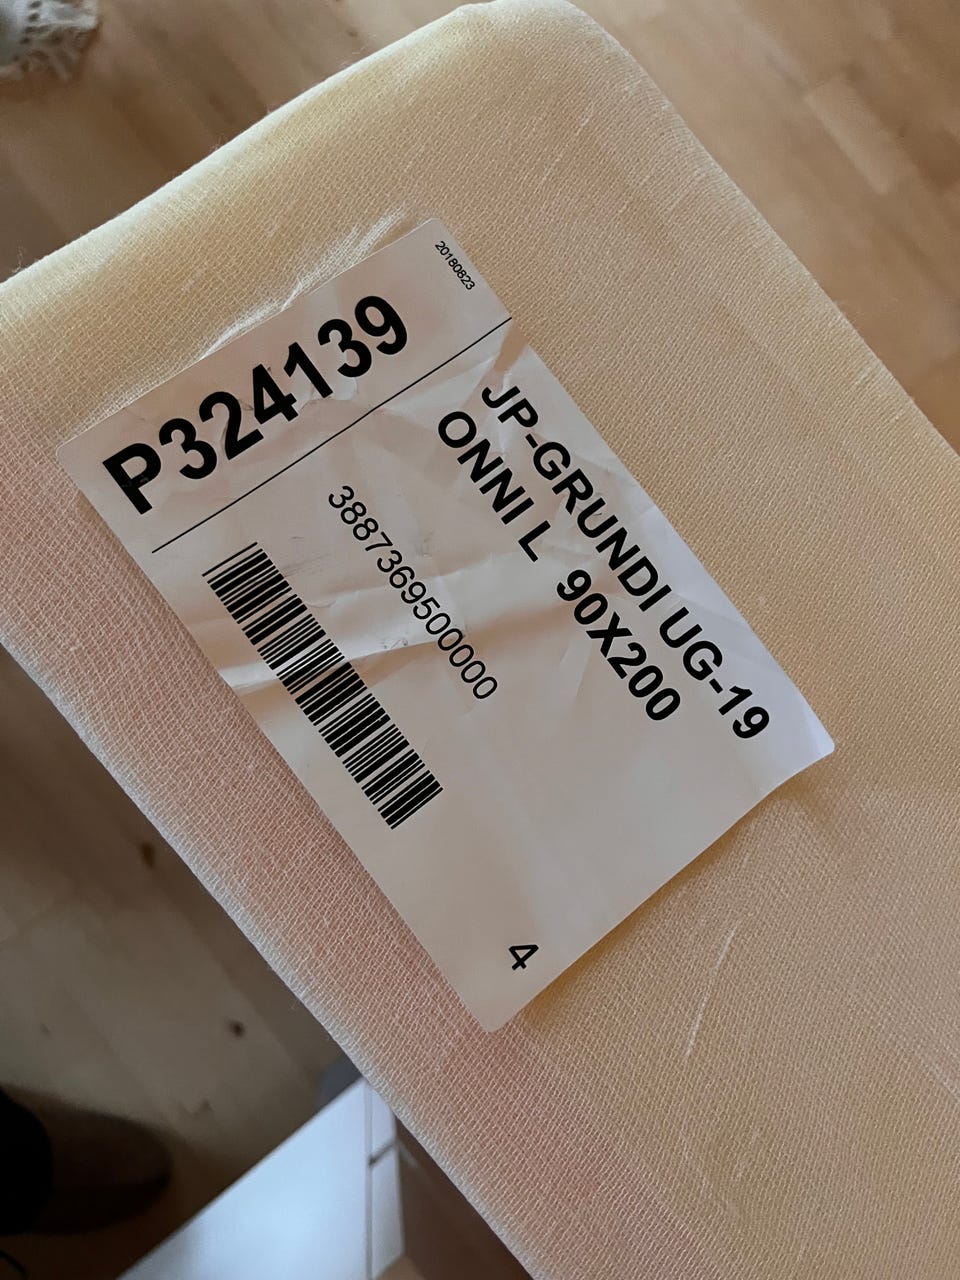 20180823
P324139
JP-GRUNDI UG-19
ONNI L 90X200
3887369500000
4